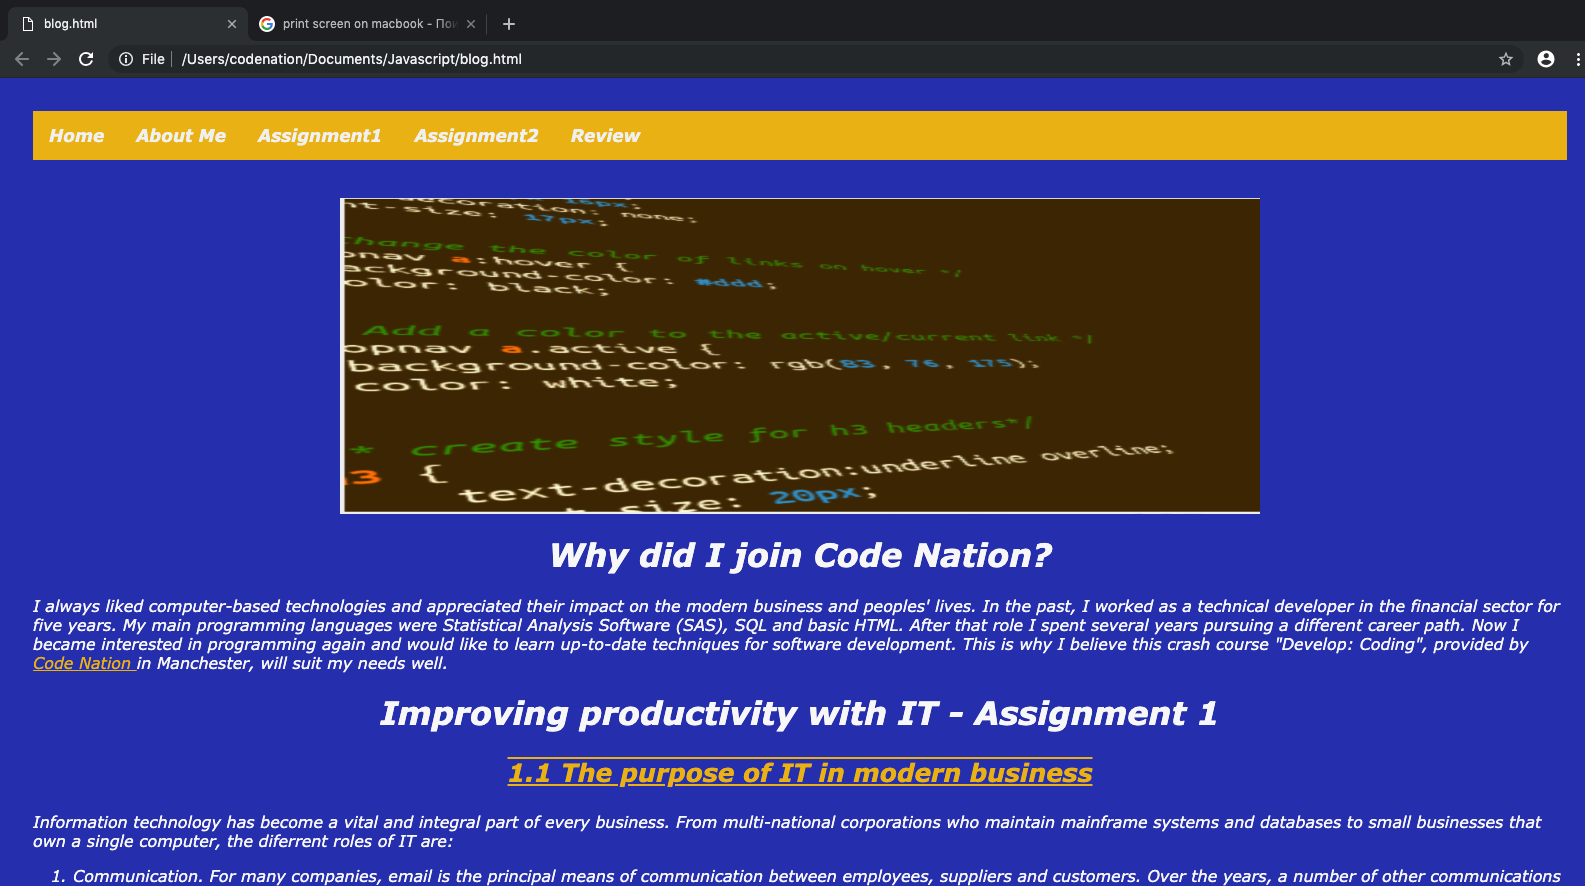 blog.html
print screen on macbook - По
File /Users/codenation/Documents/Javascript/blog.html
Home About Me Assignment1 Assignment2 Review
16px;
decoration: none;
nt-size: 17px;
hange the color of links on hover */
opnav a:hover {
ackground-color: #ddd;
olor: black;
Add a color to the active/current link */
opnav a.active {
background-color: rgb(83, 76, 175);
color: white;
* create style for h3 headers*/
3 {
text-decoration:underline overline;
t-size: 20px;
Why did I join Code Nation?
I always liked computer-based technologies and appreciated their impact on the modern business and peoples' lives. In the past, I worked as a technical developer in the financial sector for
five years. My main programming languages were Statistical Analysis Software (SAS), SQL and basic HTML. After that role I spent several years pursuing a different career path. Now I
became interested in programming again and would like to learn up-to-date techniques for software development. This is why I believe this crash course "Develop: Coding", provided by
Code Nation in Manchester, will suit my needs well.
Improving productivity with IT - Assignment 1
1.1 The purpose of IT in modern business
Information technology has become a vital and integral part of every business. From multi-national corporations who maintain mainframe systems and databases to small businesses that
own a single computer, the diferrent roles of IT are:
1. Communication. For many companies, email is the principal means of communication between employees, suppliers and customers. Over the years, a number of other communications